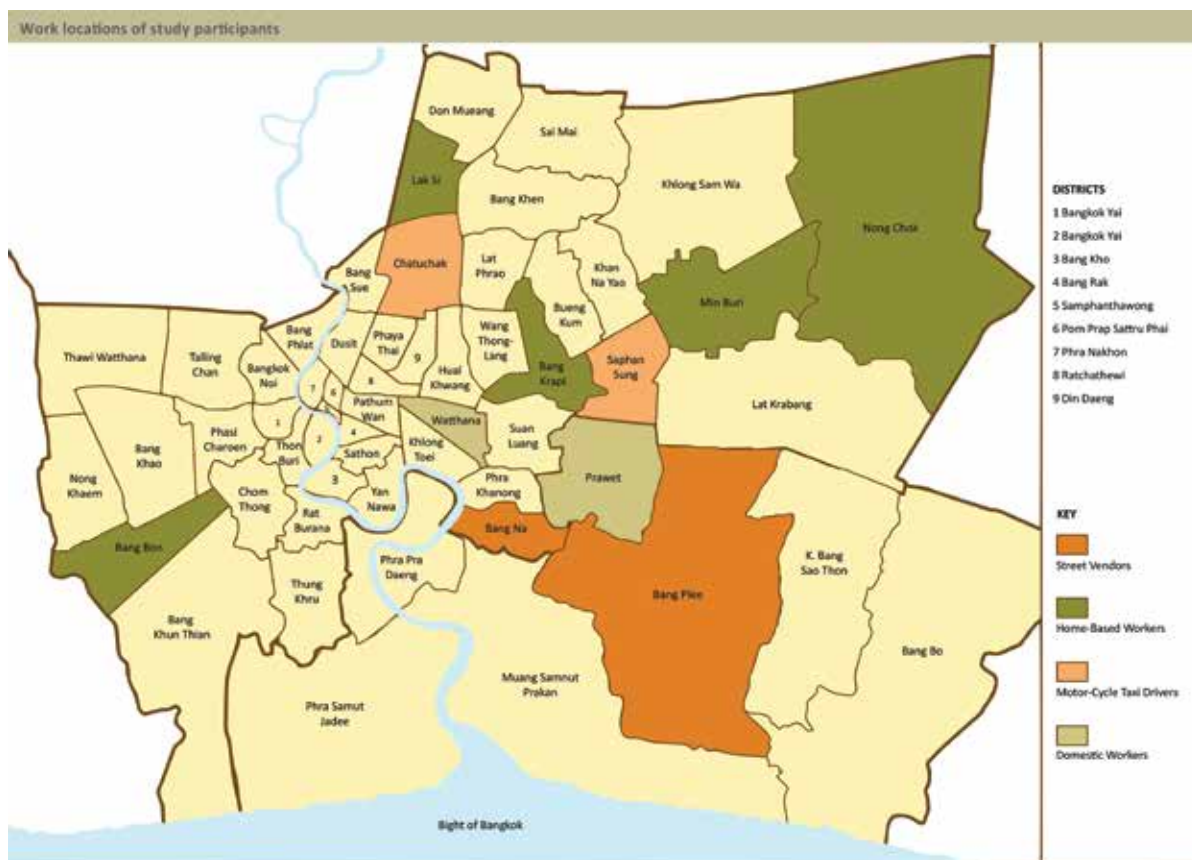 Work locations of study participants
Don Mueang
Sai Mai
Lak Si
Bang Khen
Khlong Sam Wa
Nong Chok
Chatuchak
Lat
Phrao
Bang
Sue
Khan
Na Yao
Bueng
Kum
Min Buri
Bang
Phlat
Dusit
Phaya
Thai
9
Huai
Khwang
Wang
Thong-
Lang
Bang
Krapi
Saphan
Sung
Thawi Watthana
Talling
Chan
Bangkok
Noi
7
6
8
Pathum
Wan
Watthana
Lat Krabang
Phasi
Charoen
1
Thon
Buri
2
4
Sathon
Khlong
Toei
Suan
Luang
Bang
Khao
Nong
Khaem
Chom
Thong
3
Yan
Nawa
Phra
Khanong
Prawet
Rat
Burana
Bang Na
Bang Bon
Phra Pra
Daeng
K. Bang
Sao Thon
Thung
Khru
Bang Plee
Bang
Khun Thian
Bang Bo
Muang Samnut
Prakan
Phra Samut
Jadee
Bight of Bangkok
DISTRICTS
1 Bangkok Yai
2 Bangkok Yai
3 Bang Kho
4 Bang Rak
5 Samphanthawong
6 Pom Prap Sattru Phai
7 Phra Nakhon
8 Ratchathewi
9 Din Daeng
KEY
Street Vendors
Home-Based Workers
Motor-Cycle Taxi Drivers
Domestic Workers